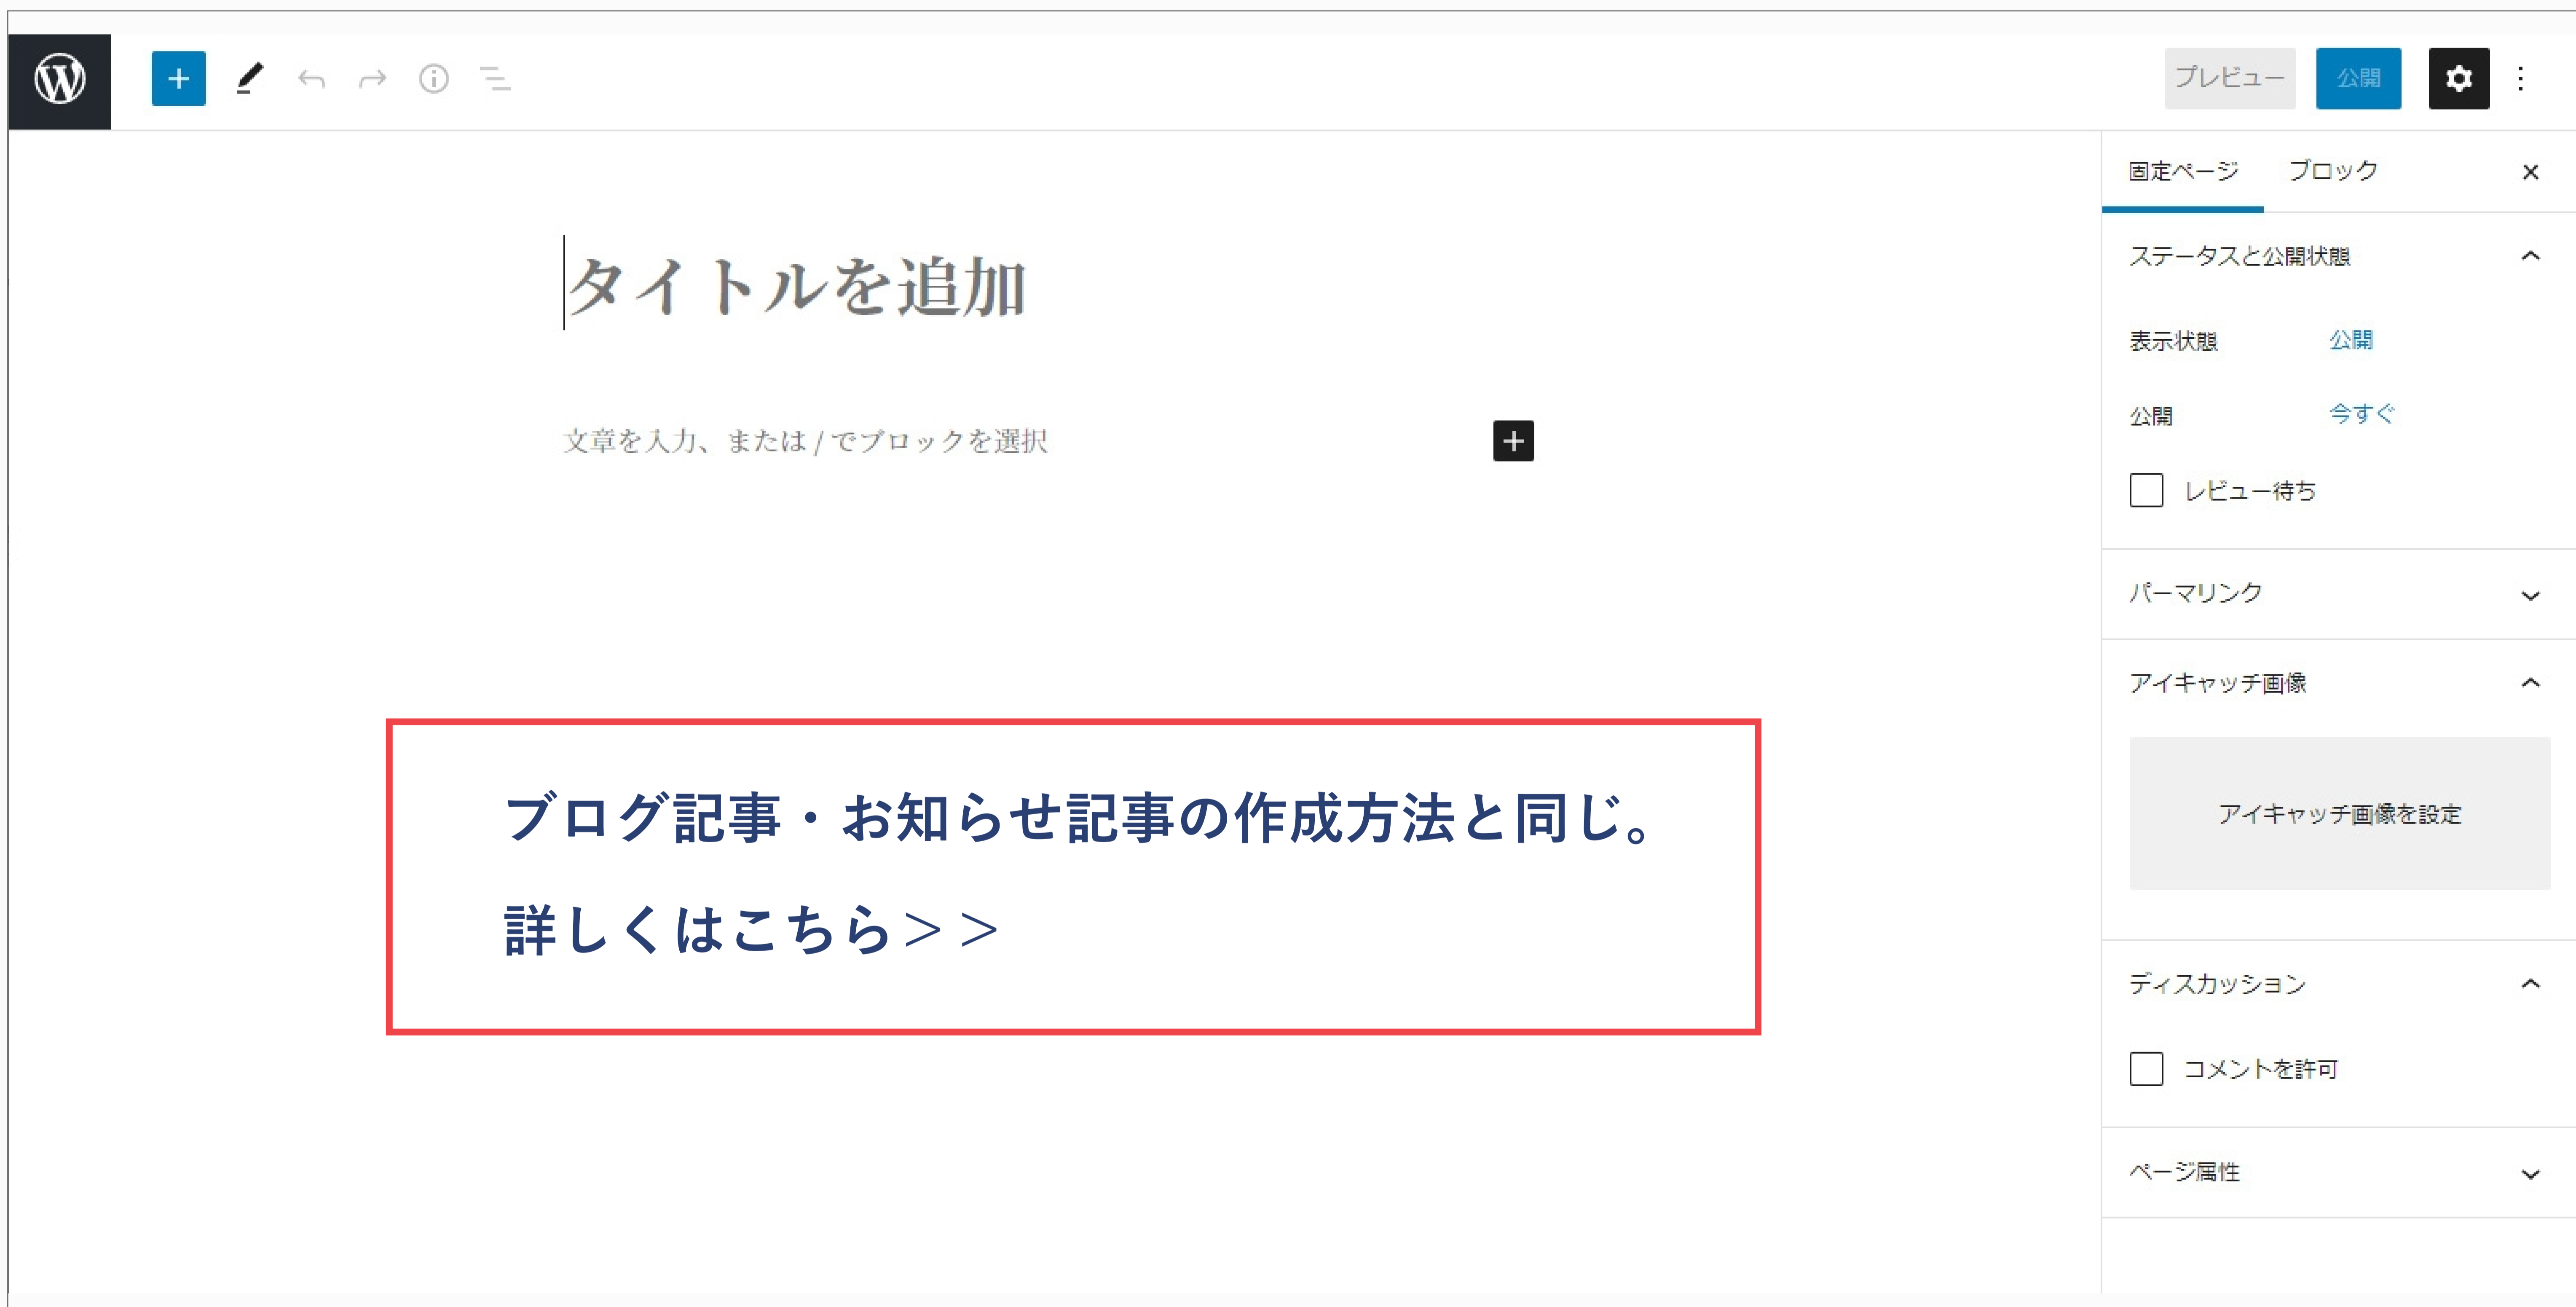 プレビュー
公開
固定ページ
ブロック
タイトルを追加
ステータスと公開状態
表示状態
公開
公開
今すぐ
文章を入力、または / でブロックを選択
レビュー待ち
パーマリンク
アイキャッチ画像
アイキャッチ画像を設定
ブログ記事・お知らせ記事の作成方法と同じ。
詳しくはこちら＞＞
ディスカッション
コメントを許可
ページ属性